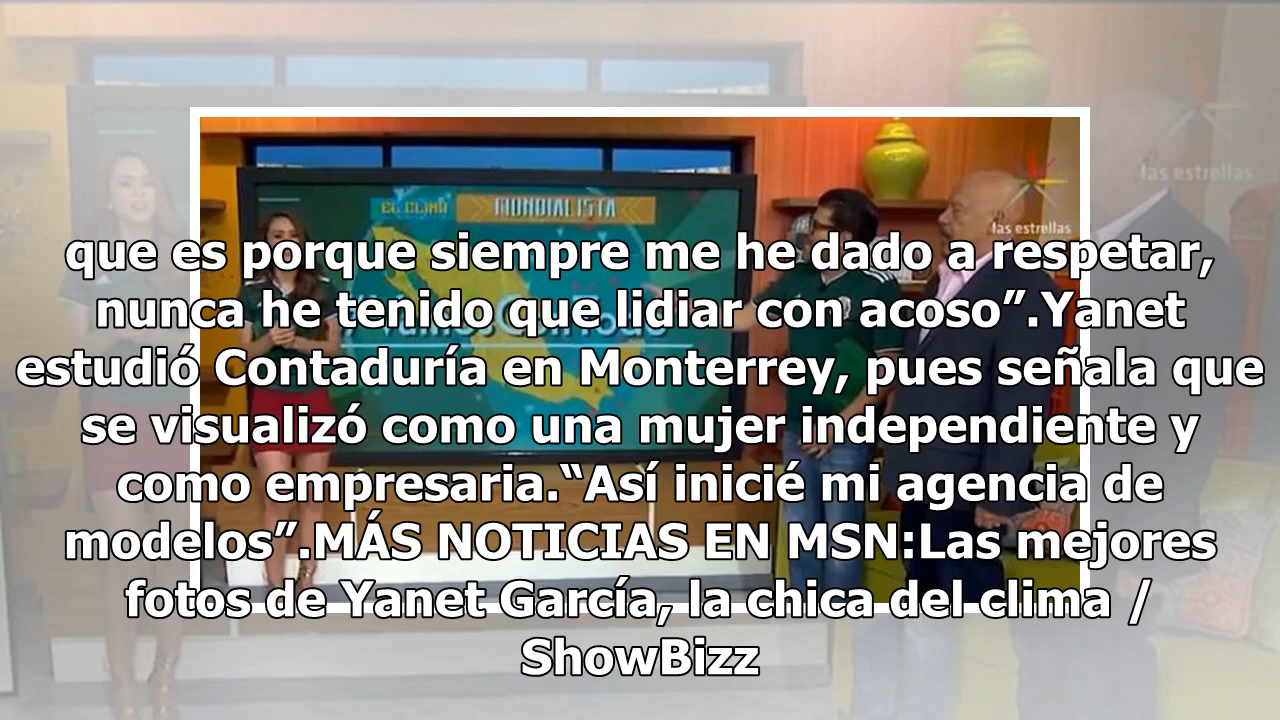 las estrellas
las estrellas
EL CLIMA
MUNDIALISTA
que es porque siempre me he dado a respetar,
nunca he tenido que lidiar con acoso”.Yanet
estudió Contaduría en Monterrey, pues señala que
se visualizó como una mujer independiente y
como empresaria.“Así inicié mi agencia de
modelos”.MÁS NOTICIAS EN MSN:Las mejores
fotos de Yanet García, la chica del clima /
ShowBizz